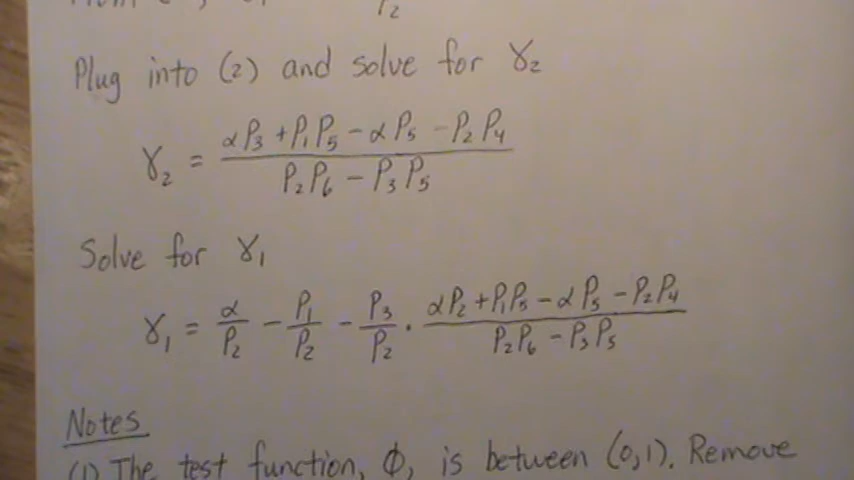 P₂
Plug into (2) and solve for γ₂
γ₂ = (αP₃ + P₁P₅ − αP₅ − P₂P₄) / (P₂P₆ − P₃P₅)
Solve for γ₁
γ₁ = α/P₂ − P₁/P₂ − P₃/P₂ · (αP₂ + P₁P₅ − αP₅ − P₂P₄) / (P₂P₆ − P₃P₅)
Notes
(1) The test function, ϕ, is between (0,1). Remove